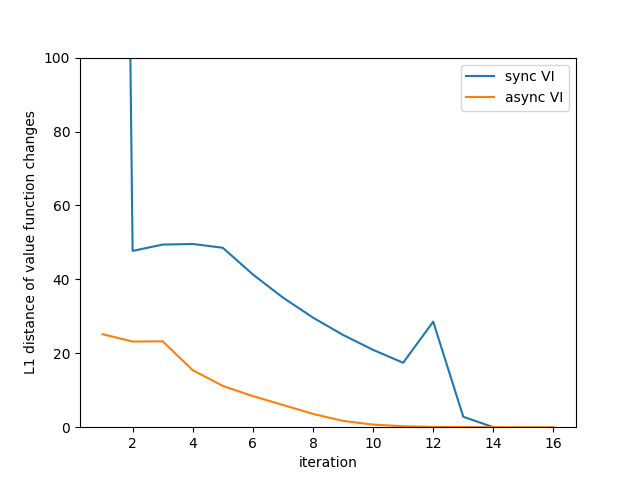 100
80
60
40
20
0
L1 distance of value function changes
2 4 6 8 10 12 14 16
iteration
sync VI
async VI